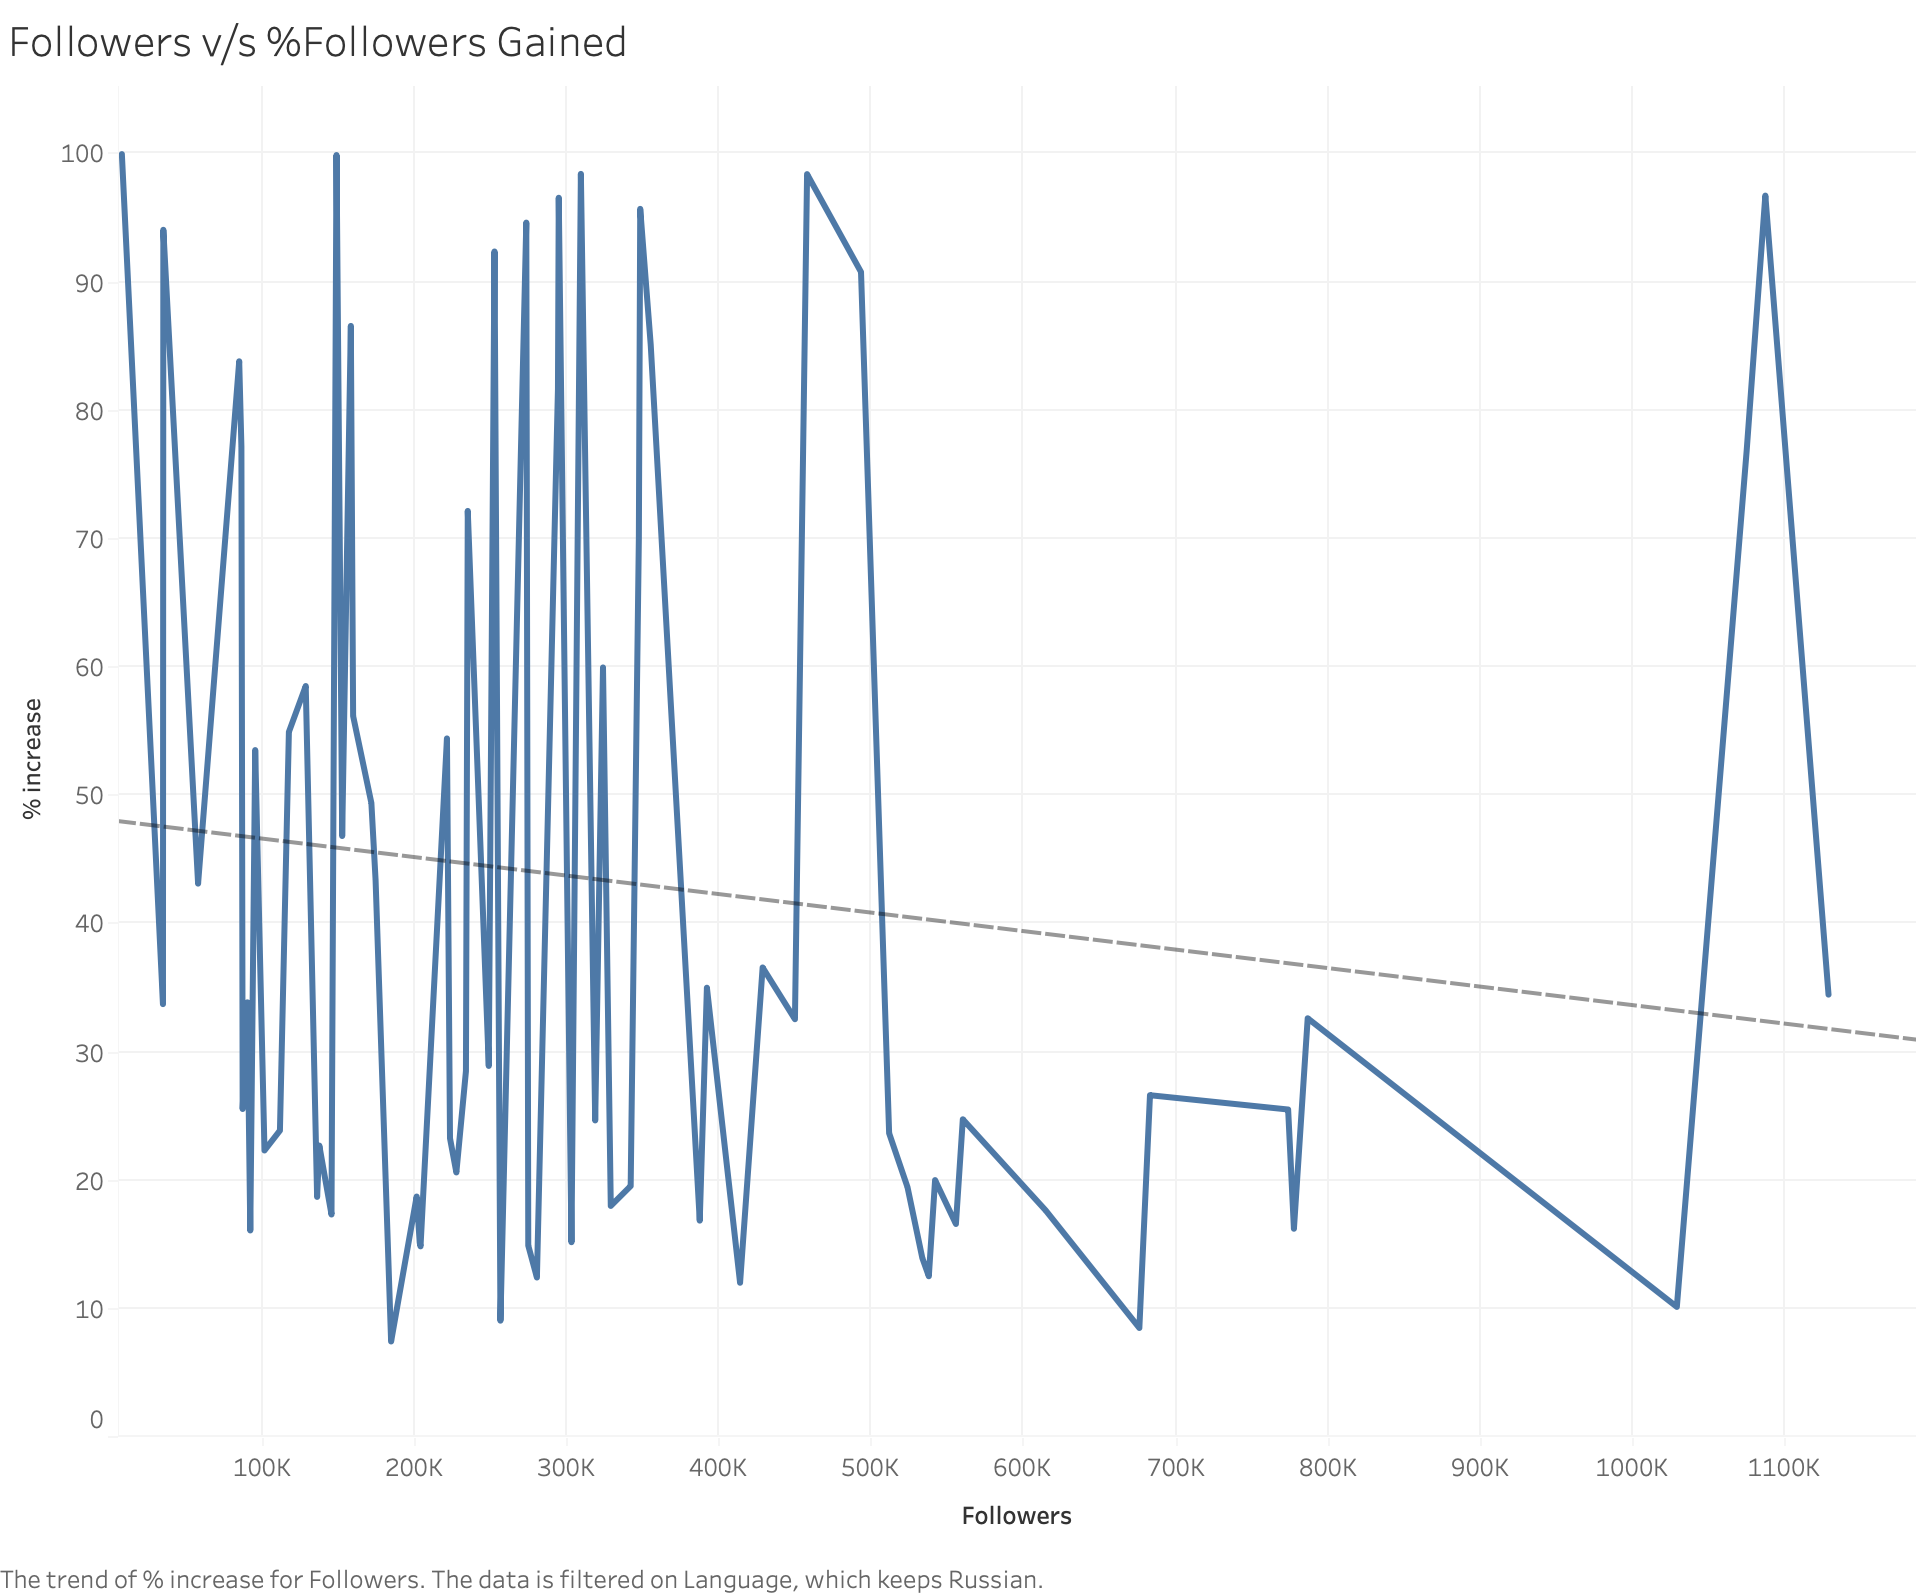 Followers v/s %Followers Gained
100
90
80
70
60
50
40
30
20
10
0
% increase
100K 200K 300K 400K 500K 600K 700K 800K 900K 1000K 1100K
Followers
The trend of % increase for Followers. The data is filtered on Language, which keeps Russian.